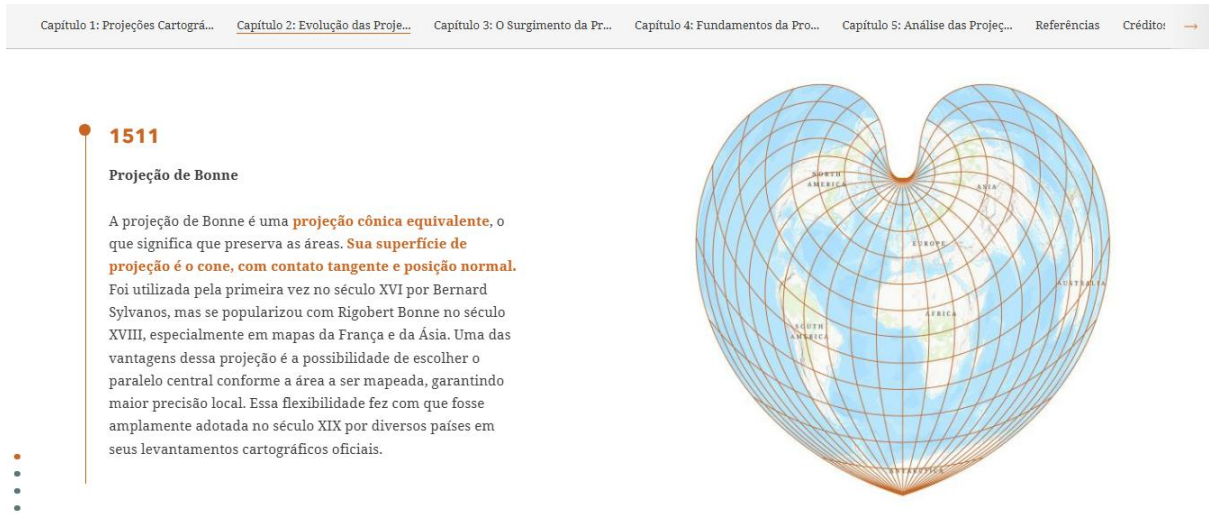 Capítulo 1: Projeções Cartográ... Capítulo 2: Evolução das Proje... Capítulo 3: O Surgimento da Pr... Capítulo 4: Fundamentos da Pro... Capítulo 5: Análise das Projeç... Referências Créditos →
1511
Projeção de Bonne
A projeção de Bonne é uma projeção cônica equivalente, o
que significa que preserva as áreas. Sua superfície de
projeção é o cone, com contato tangente e posição normal.
Foi utilizada pela primeira vez no século XVI por Bernard
Sylvanos, mas se popularizou com Rigobert Bonne no século
XVIII, especialmente em mapas da França e da Ásia. Uma das
vantagens dessa projeção é a possibilidade de escolher o
paralelo central conforme a área a ser mapeada, garantindo
maior precisão local. Essa flexibilidade fez com que fosse
amplamente adotada no século XIX por diversos países em
seus levantamentos cartográficos oficiais.
NORTH
AMERICA
ASIA
EUROPE
AUSTRALIA
AFRICA
SOUTH
AMERICA
ANTARCTICA